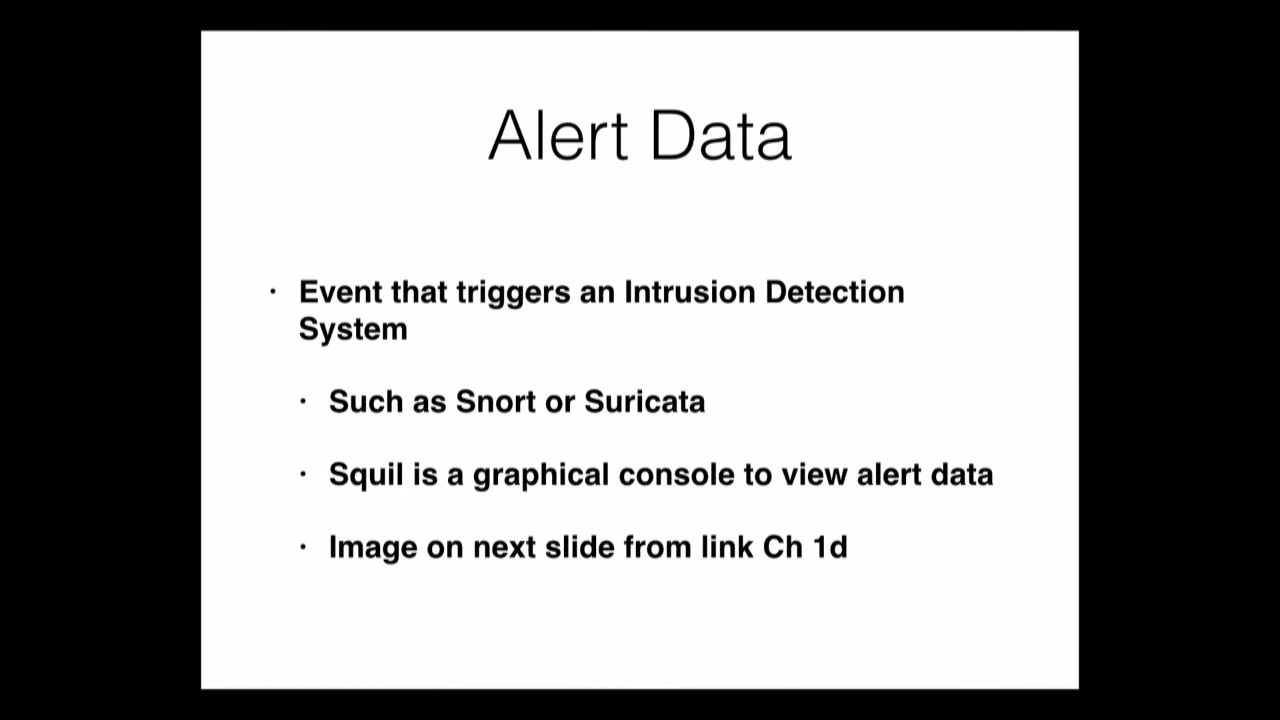 Alert Data
• Event that triggers an Intrusion Detection
System
• Such as Snort or Suricata
• Squil is a graphical console to view alert data
• Image on next slide from link Ch 1d